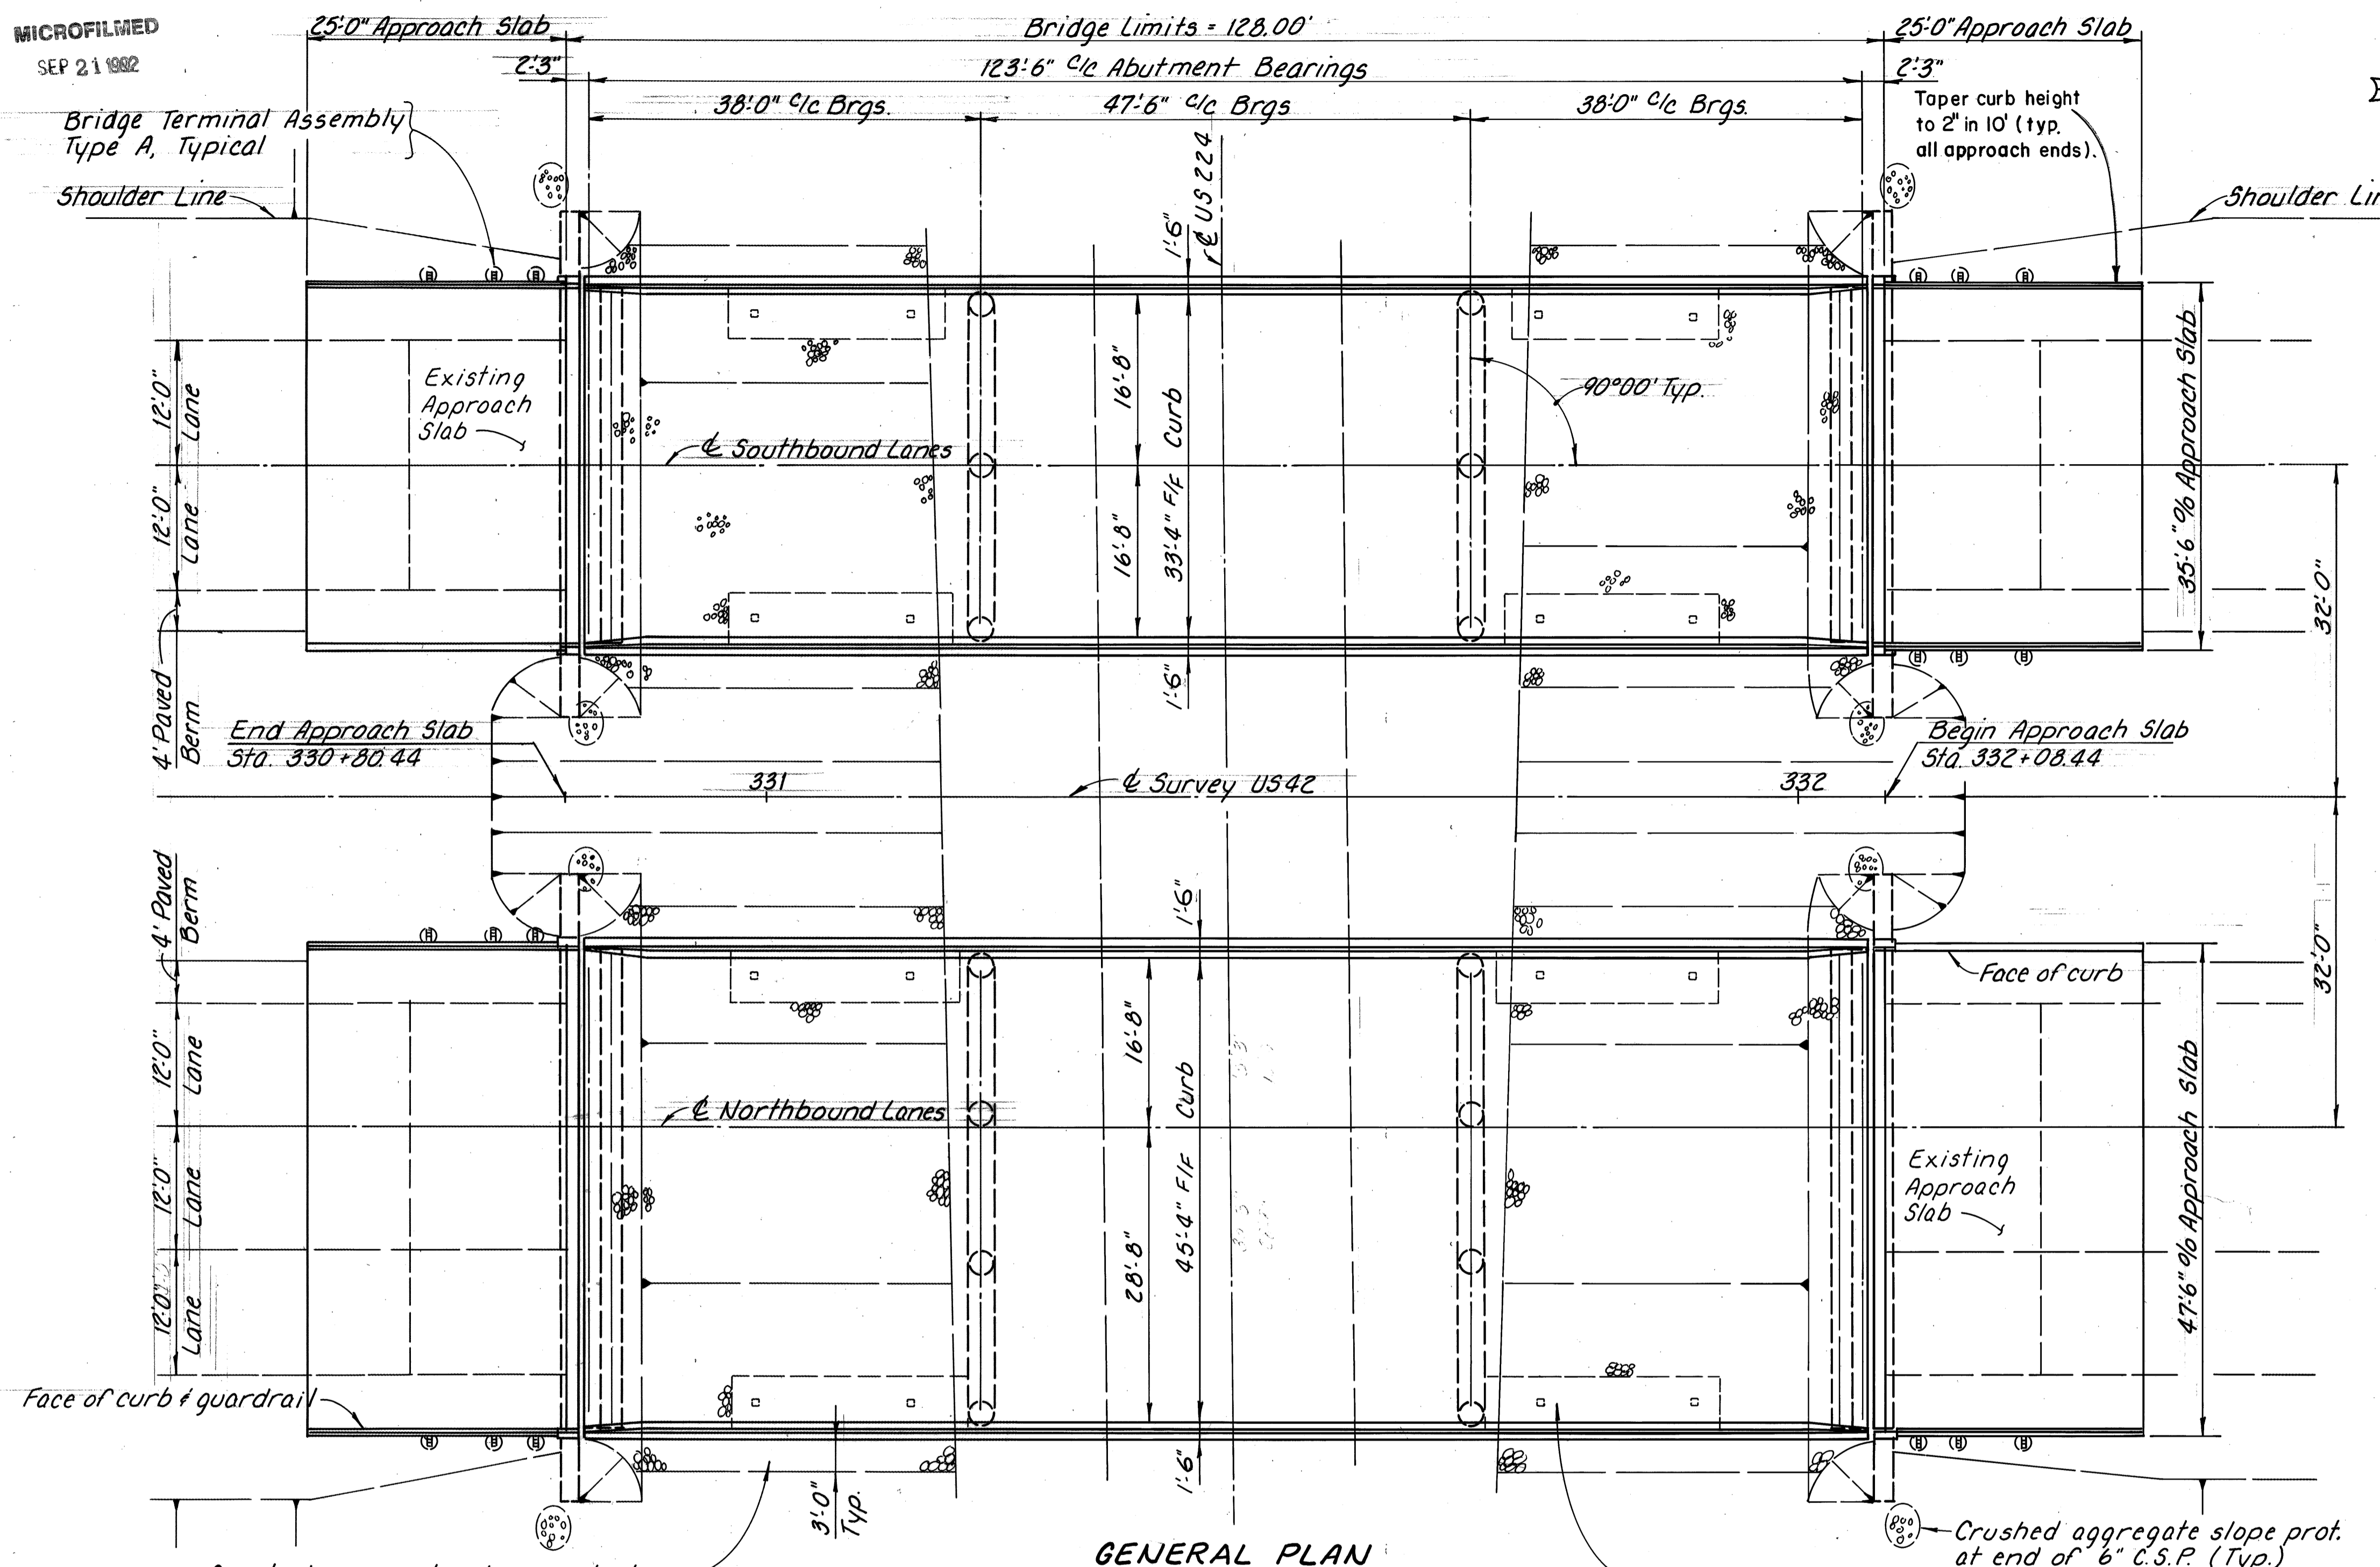 MICROFILMED
SEP 21 1982
25'-0" Approach Slab
Bridge Limits = 128.00'
25'-0" Approach Slab
2'-3"
123'-6" C/C Abutment Bearings
2'-3"
38'-0" C/C Brgs.
47'-6" C/C Brgs
38'-0" C/C Brgs.
Taper curb height
to 2" in 10' (typ.
all approach ends).
Bridge Terminal Assembly
Type A, Typical
Shoulder Line
℄ US 224
1'-6"
Shoulder Lin
12'-0"
Lane
12'-0"
Lane
Existing
Approach
Slab
℄ Southbound Lanes
16'-8"
16'-8"
33'-4" F/F Curb
90°00' Typ.
35'-6" O/O Approach Slab
32'-0"
1'-6"
4' Paved
Berm
End Approach Slab
Sta. 330+80.44
Begin Approach Slab
Sta. 332+08.44
331
℄ Survey US42
332
4' Paved
Berm
1'-6"
Face of curb
32'-0"
12'-0"
Lane
12'-0"
Lane
12'-0"
Lane
℄ Northbound Lanes
16'-8"
28'-8"
45'-4" F/F Curb
Existing
Approach
Slab
47'-6" O/O Approach Slab
Face of curb & guardrail
1'-6"
3'-0"
Typ.
GENERAL PLAN
Crushed aggregate slope prot.
at end of 6" C.S.P. (Typ.)